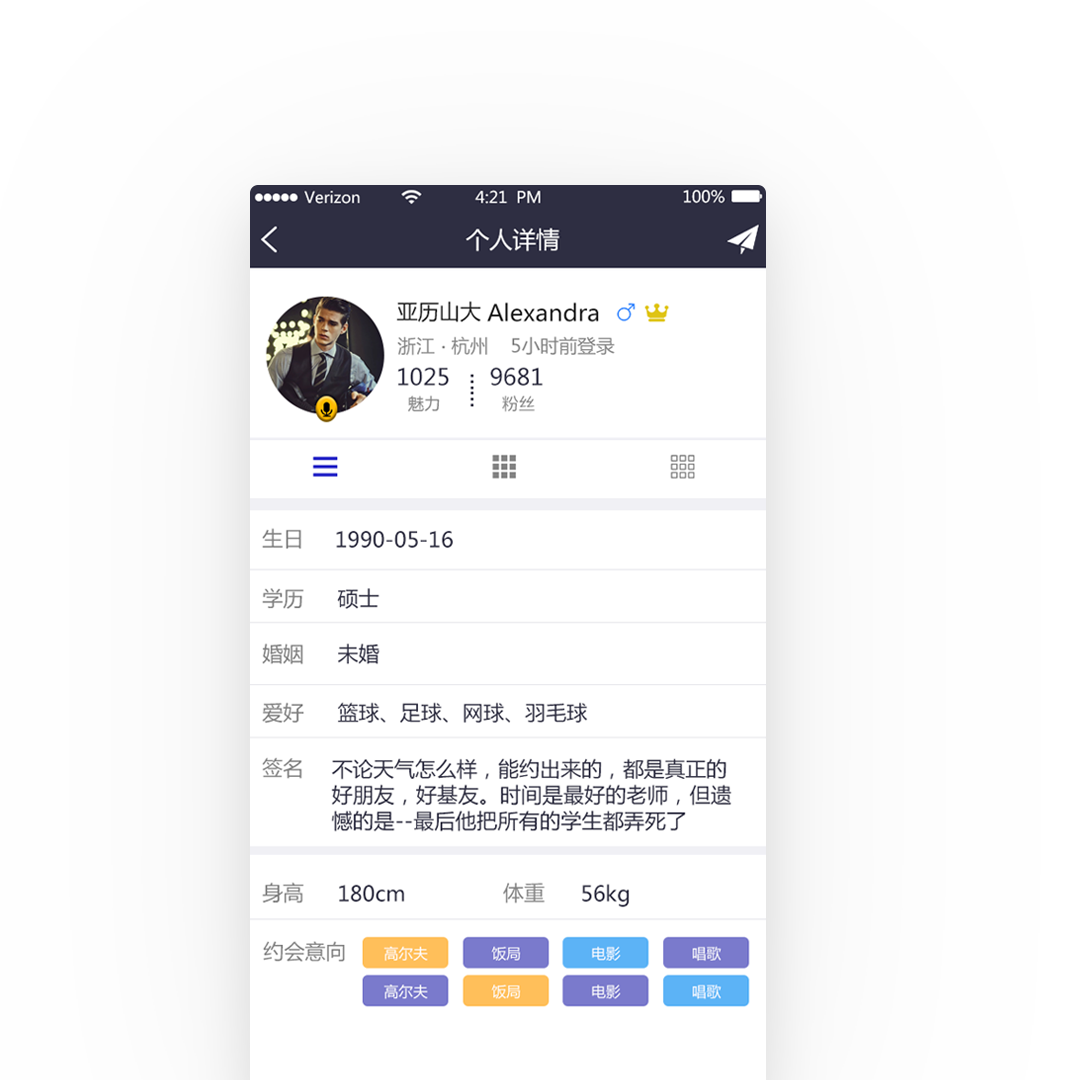 Verizon 4:21 PM 100%
个人详情
亚历山大 Alexandra
浙江 · 杭州 5小时前登录
1025 9681
魅力 粉丝
生日 1990-05-16
学历 硕士
婚姻 未婚
爱好 篮球、足球、网球、羽毛球
签名 不论天气怎么样，能约出来的，都是真正的
好朋友，好基友。时间是最好的老师，但遗
憾的是--最后他把所有的学生都弄死了
身高 180cm 体重 56kg
约会意向 高尔夫 饭局 电影 唱歌
高尔夫 饭局 电影 唱歌